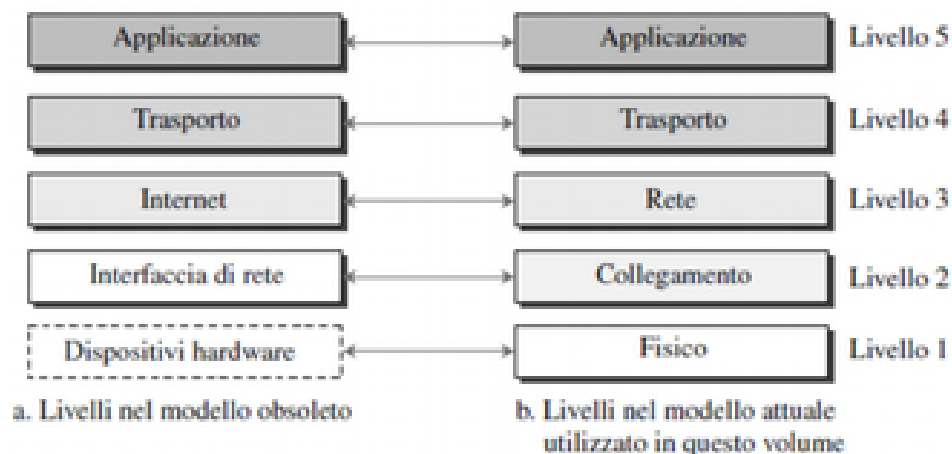 Applicazione Applicazione Livello 5
Trasporto Trasporto Livello 4
Internet Rete Livello 3
Interfaccia di rete Collegamento Livello 2
Dispositivi hardware Fisico Livello 1
a. Livelli nel modello obsoleto b. Livelli nel modello attuale
utilizzato in questo volume